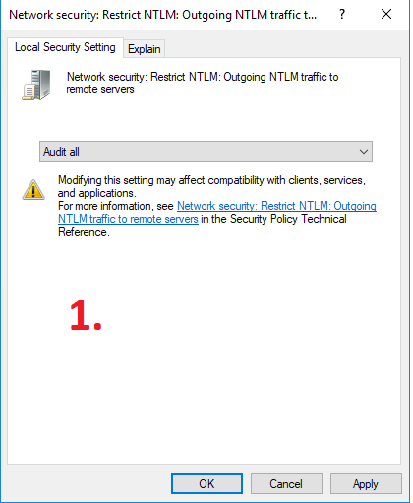 Network security: Restrict NTLM: Outgoing NTLM traffic t... ?
Local Security Setting Explain
Network security: Restrict NTLM: Outgoing NTLM traffic to
remote servers
Audit all
Modifying this setting may affect compatibility with clients, services,
and applications.
For more information, see Network security: Restrict NTLM: Outgoing
NTLM traffic to remote servers in the Security Policy Technical
Reference.
1.
OK Cancel Apply